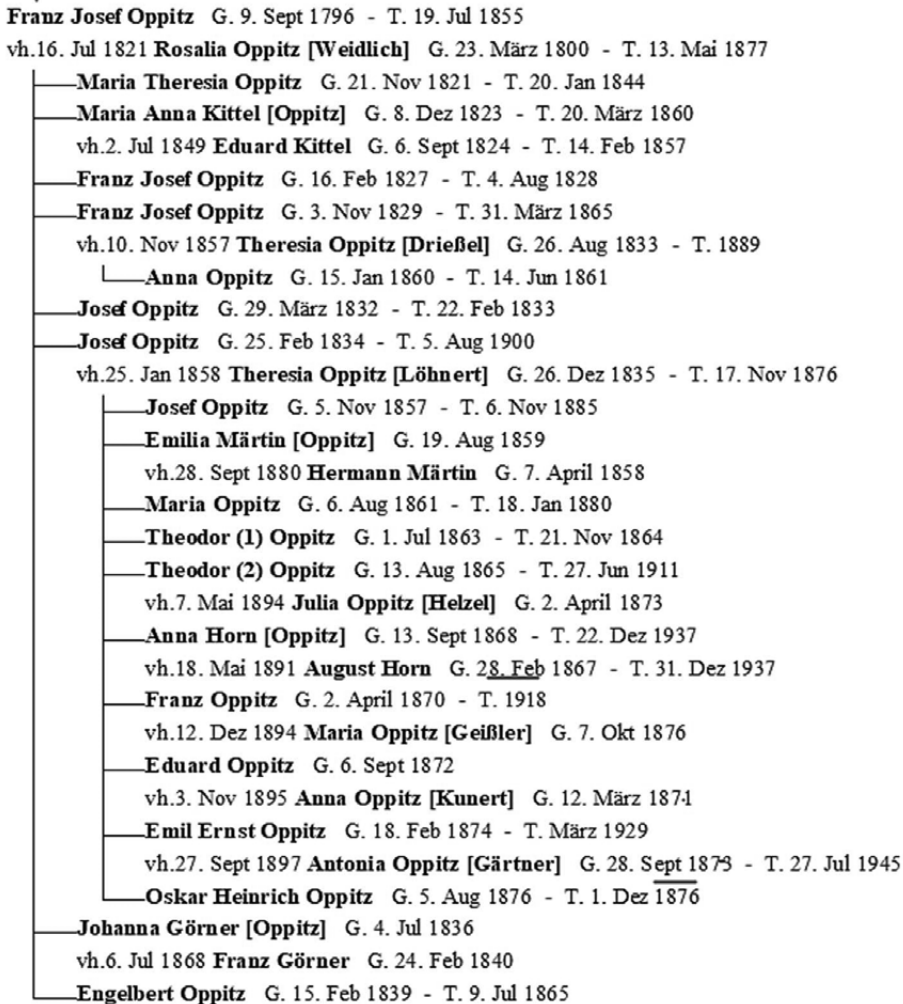 Franz Josef Oppitz G. 9. Sept 1796 - T. 19. Jul 1855
vh.16. Jul 1821 Rosalia Oppitz [Weidlich] G. 23. März 1800 - T. 13. Mai 1877
Maria Theresia Oppitz G. 21. Nov 1821 - T. 20. Jan 1844
Maria Anna Kittel [Oppitz] G. 8. Dez 1823 - T. 20. März 1860
vh.2. Jul 1849 Eduard Kittel G. 6. Sept 1824 - T. 14. Feb 1857
Franz Josef Oppitz G. 16. Feb 1827 - T. 4. Aug 1828
Franz Josef Oppitz G. 3. Nov 1829 - T. 31. März 1865
vh.10. Nov 1857 Theresia Oppitz [Drießel] G. 26. Aug 1833 - T. 1889
Anna Oppitz G. 15. Jan 1860 - T. 14. Jun 1861
Josef Oppitz G. 29. März 1832 - T. 22. Feb 1833
Josef Oppitz G. 25. Feb 1834 - T. 5. Aug 1900
vh.25. Jan 1858 Theresia Oppitz [Löhnert] G. 26. Dez 1835 - T. 17. Nov 1876
Josef Oppitz G. 5. Nov 1857 - T. 6. Nov 1885
Emilia Märtin [Oppitz] G. 19. Aug 1859
vh.28. Sept 1880 Hermann Märtin G. 7. April 1858
Maria Oppitz G. 6. Aug 1861 - T. 18. Jan 1880
Theodor (1) Oppitz G. 1. Jul 1863 - T. 21. Nov 1864
Theodor (2) Oppitz G. 13. Aug 1865 - T. 27. Jun 1911
vh.7. Mai 1894 Julia Oppitz [Helzel] G. 2. April 1873
Anna Horn [Oppitz] G. 13. Sept 1868 - T. 22. Dez 1937
vh.18. Mai 1891 August Horn G. 28. Feb 1867 - T. 31. Dez 1937
Franz Oppitz G. 2. April 1870 - T. 1918
vh.12. Dez 1894 Maria Oppitz [Geißler] G. 7. Okt 1876
Eduard Oppitz G. 6. Sept 1872
vh.3. Nov 1895 Anna Oppitz [Kunert] G. 12. März 1871
Emil Ernst Oppitz G. 18. Feb 1874 - T. März 1929
vh.27. Sept 1897 Antonia Oppitz [Gärtner] G. 28. Sept 1873 - T. 27. Jul 1945
Oskar Heinrich Oppitz G. 5. Aug 1876 - T. 1. Dez 1876
Johanna Görner [Oppitz] G. 4. Jul 1836
vh.6. Jul 1868 Franz Görner G. 24. Feb 1840
Engelbert Oppitz G. 15. Feb 1839 - T. 9. Jul 1865